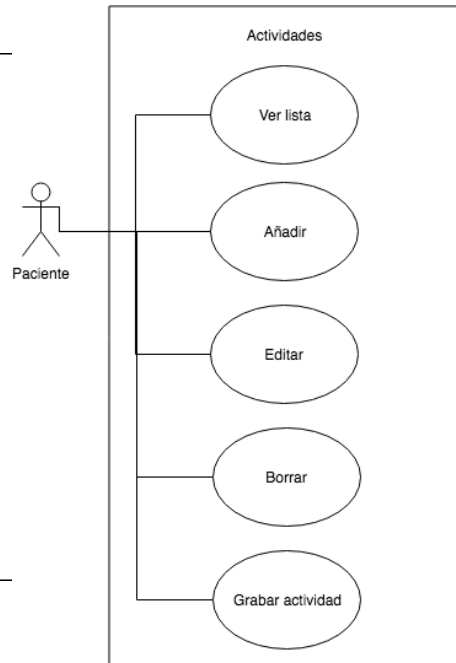 Actividades
Ver lista
Añadir
Paciente
Editar
Borrar
Grabar actividad